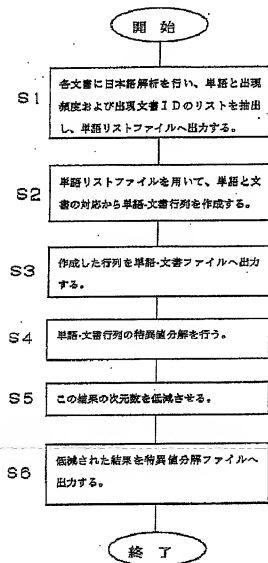 開始
S1
各文書に日本語解析を行い、単語と出現
頻度および出現文書IDのリストを抽出
し、単語リストファイルへ出力する。
S2
単語リストファイルを用いて、単語と文
書の対応から単語-文書行列を作成する。
S3
作成した行列を単語-文書ファイルへ出力
する。
S4
単語-文書行列の特異値分解を行う。
S5
この結果の次元数を低減させる。
S6
低減された結果を特異値分解ファイルへ
出力する。
終了